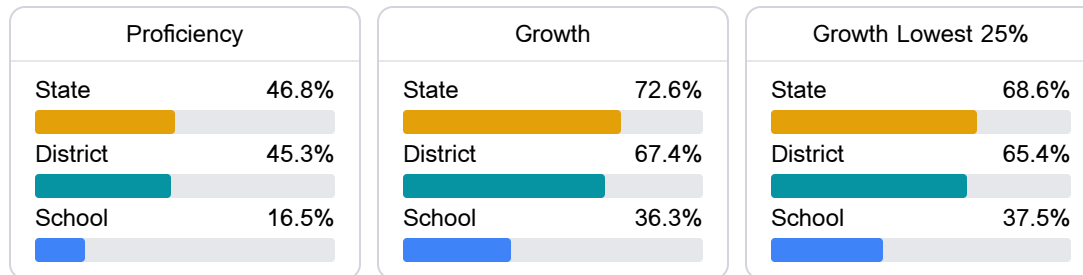 Proficiency
State 46.8%
District 45.3%
School 16.5%
Growth
State 72.6%
District 67.4%
School 36.3%
Growth Lowest 25%
State 68.6%
District 65.4%
School 37.5%